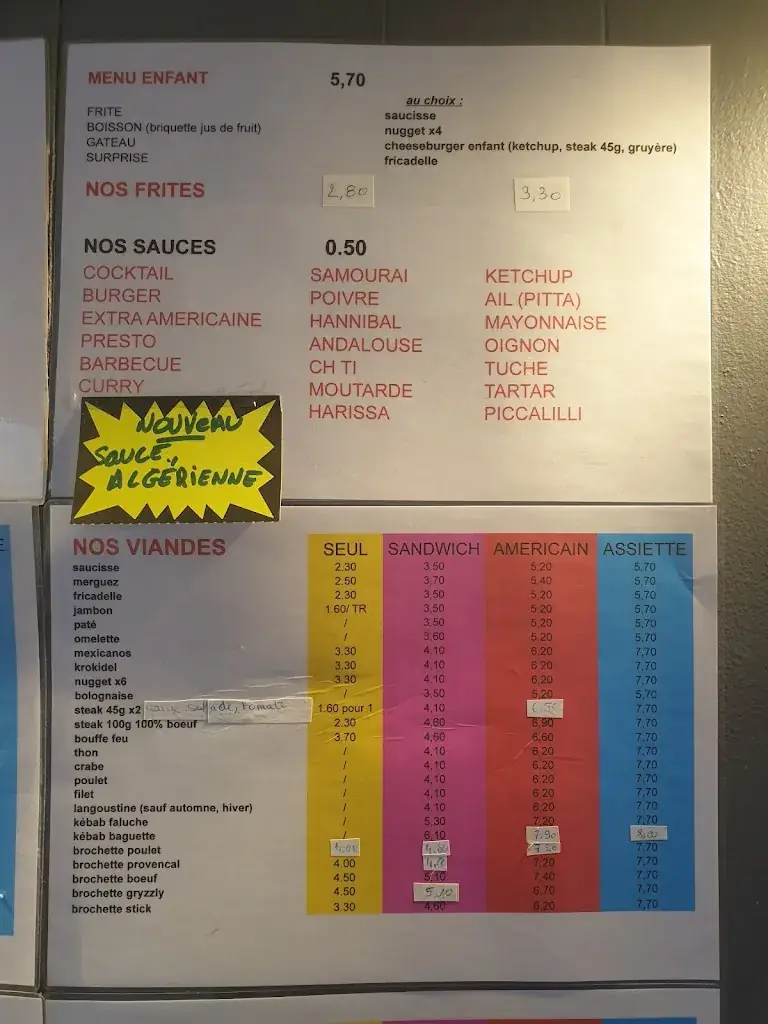 MENU ENFANT 5,70
au choix :
FRITE saucisse
BOISSON (briquette jus de fruit) nugget x4
GATEAU cheeseburger enfant (ketchup, steak 45g, gruyère)
SURPRISE fricadelle
NOS FRITES 2,80 3,30
NOS SAUCES 0.50
COCKTAIL SAMOURAI KETCHUP
BURGER POIVRE AIL (PITTA)
EXTRA AMERICAINE HANNIBAL MAYONNAISE
PRESTO ANDALOUSE OIGNON
BARBECUE CH TI TUCHE
CURRY MOUTARDE TARTAR
HARISSA PICCALILLI
NOUVEAU
SAUCE
ALGÉRIENNE
E
NOS VIANDES SEUL SANDWICH AMERICAIN ASSIETTE
saucisse 2.30 3,50 5,20 5,70
merguez 2.50 3,70 5.40 5,70
fricadelle 2.30 3,50 5,20 5,70
jambon 1.60/ TR 3,50 5,20 5,70
paté / 3.50 5,20 5,70
omelette / 3,60 5,20 5,70
mexicanos 3.30 4,10 6,20 7,70
krokidel 3.30 4,10 6,20 7,70
nugget x6 3.30 4,10 6,20 7,70
bolognaise / 3,50 5,20 5,70
steak 45g x2 tomate 1.60 pour 1 4,10 7.70
steak 100g 100% boeuf 2.30 4,60 6,90 7,70
bouffe feu 3.70 4,60 6,60 7,70
thon / 4,10 6,20 7,70
crabe / 4,10 6,20 7,70
poulet / 4,10 6,20 7,70
filet / 4,10 6,20 7,70
langoustine (sauf automne, hiver) / 4,10 6,20 7,70
kébab faluche / 5,30 7,20 7,70
kébab baguette / 6,10 7,90 8,00
brochette poulet 4,00 4,60 7,20 7,70
brochette provencal 4.00 4,60 7,20 7,70
brochette boeuf 4.50 5,10 7.40 7,70
brochette gryzzly 4.50 5,10 6,70 7,70
brochette stick 3.30 4,60 6,20 7,70